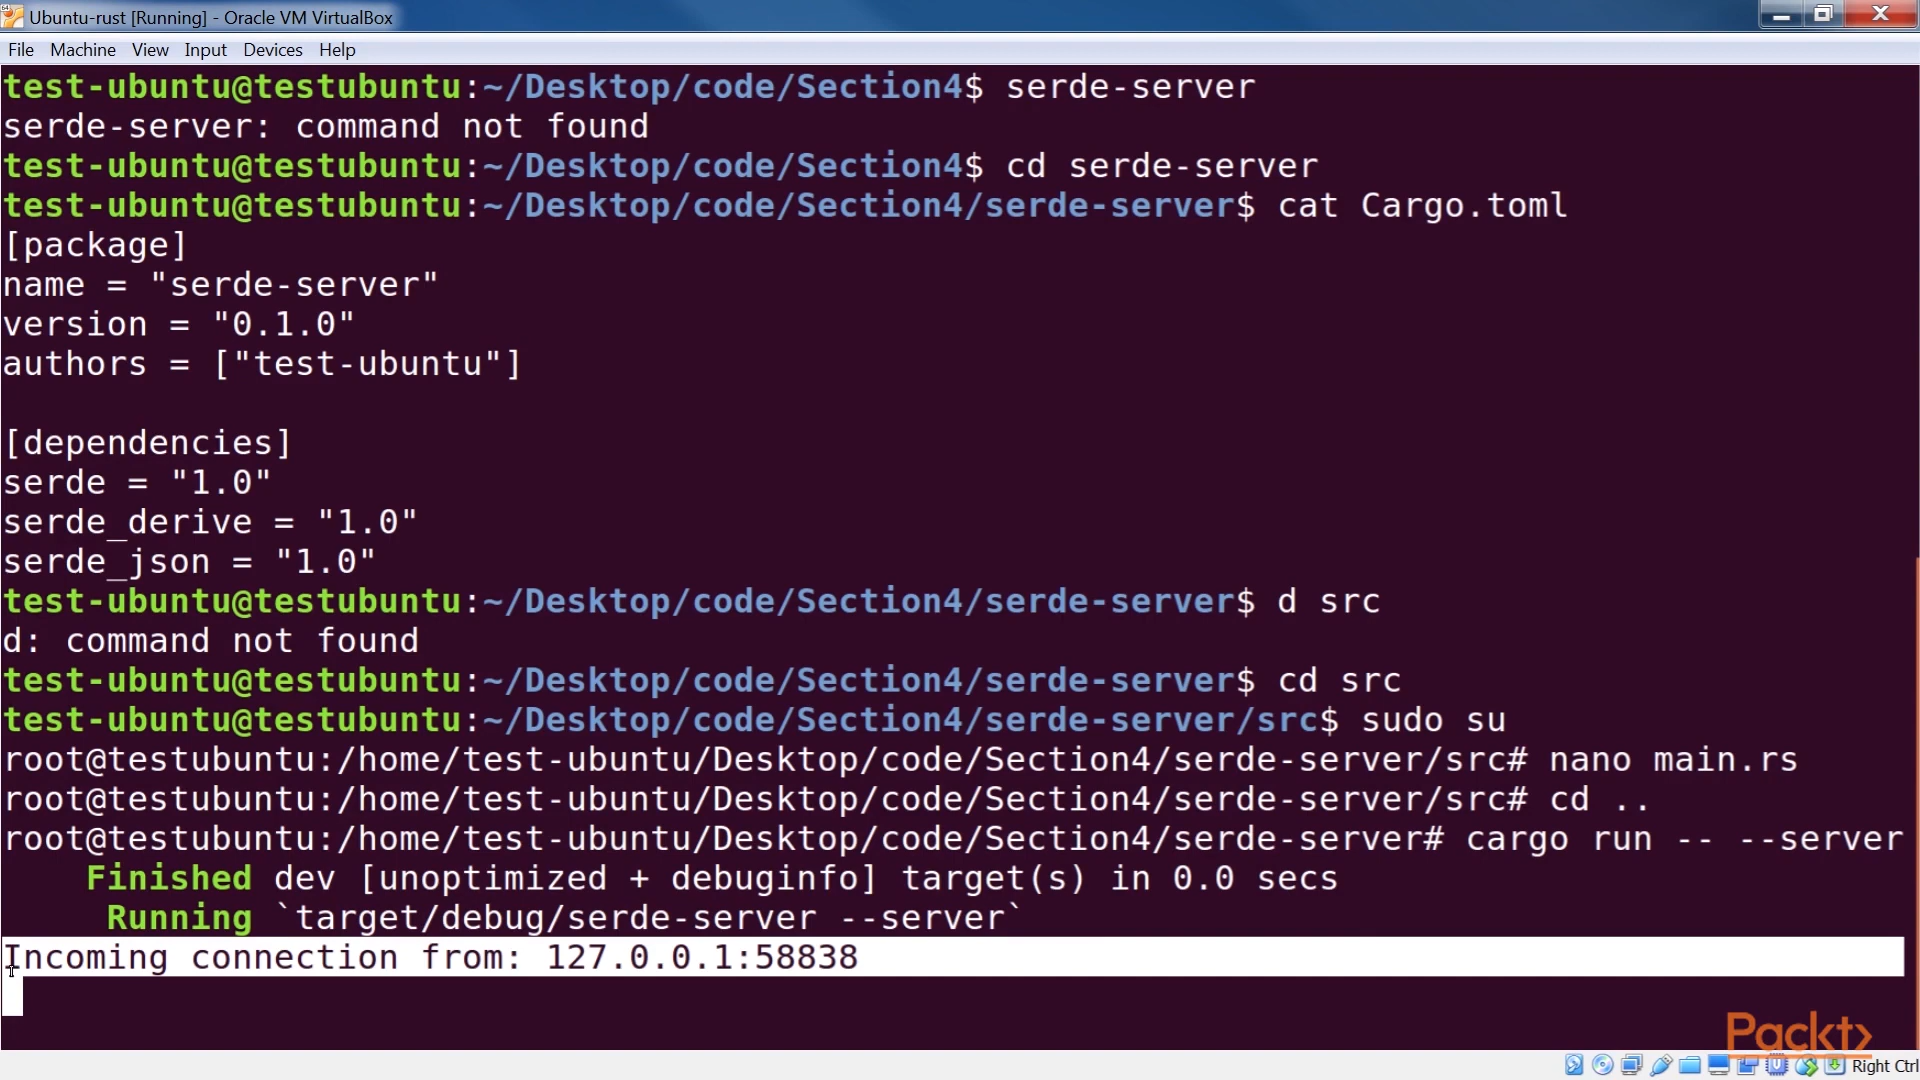 Ubuntu-rust [Running] - Oracle VM VirtualBox
File Machine View Input Devices Help
test-ubuntu@testubuntu:~/Desktop/code/Section4$ serde-server
serde-server: command not found
test-ubuntu@testubuntu:~/Desktop/code/Section4$ cd serde-server
test-ubuntu@testubuntu:~/Desktop/code/Section4/serde-server$ cat Cargo.toml
[package]
name = "serde-server"
version = "0.1.0"
authors = ["test-ubuntu"]
[dependencies]
serde = "1.0"
serde_derive = "1.0"
serde_json = "1.0"
test-ubuntu@testubuntu:~/Desktop/code/Section4/serde-server$ d src
d: command not found
test-ubuntu@testubuntu:~/Desktop/code/Section4/serde-server$ cd src
test-ubuntu@testubuntu:~/Desktop/code/Section4/serde-server/src$ sudo su
root@testubuntu:/home/test-ubuntu/Desktop/code/Section4/serde-server/src# nano main.rs
root@testubuntu:/home/test-ubuntu/Desktop/code/Section4/serde-server/src# cd ..
root@testubuntu:/home/test-ubuntu/Desktop/code/Section4/serde-server# cargo run -- --server
Finished dev [unoptimized + debuginfo] target(s) in 0.0 secs
Running `target/debug/serde-server --server`
Incoming connection from: 127.0.0.1:58838
Packt>
Right Ctrl